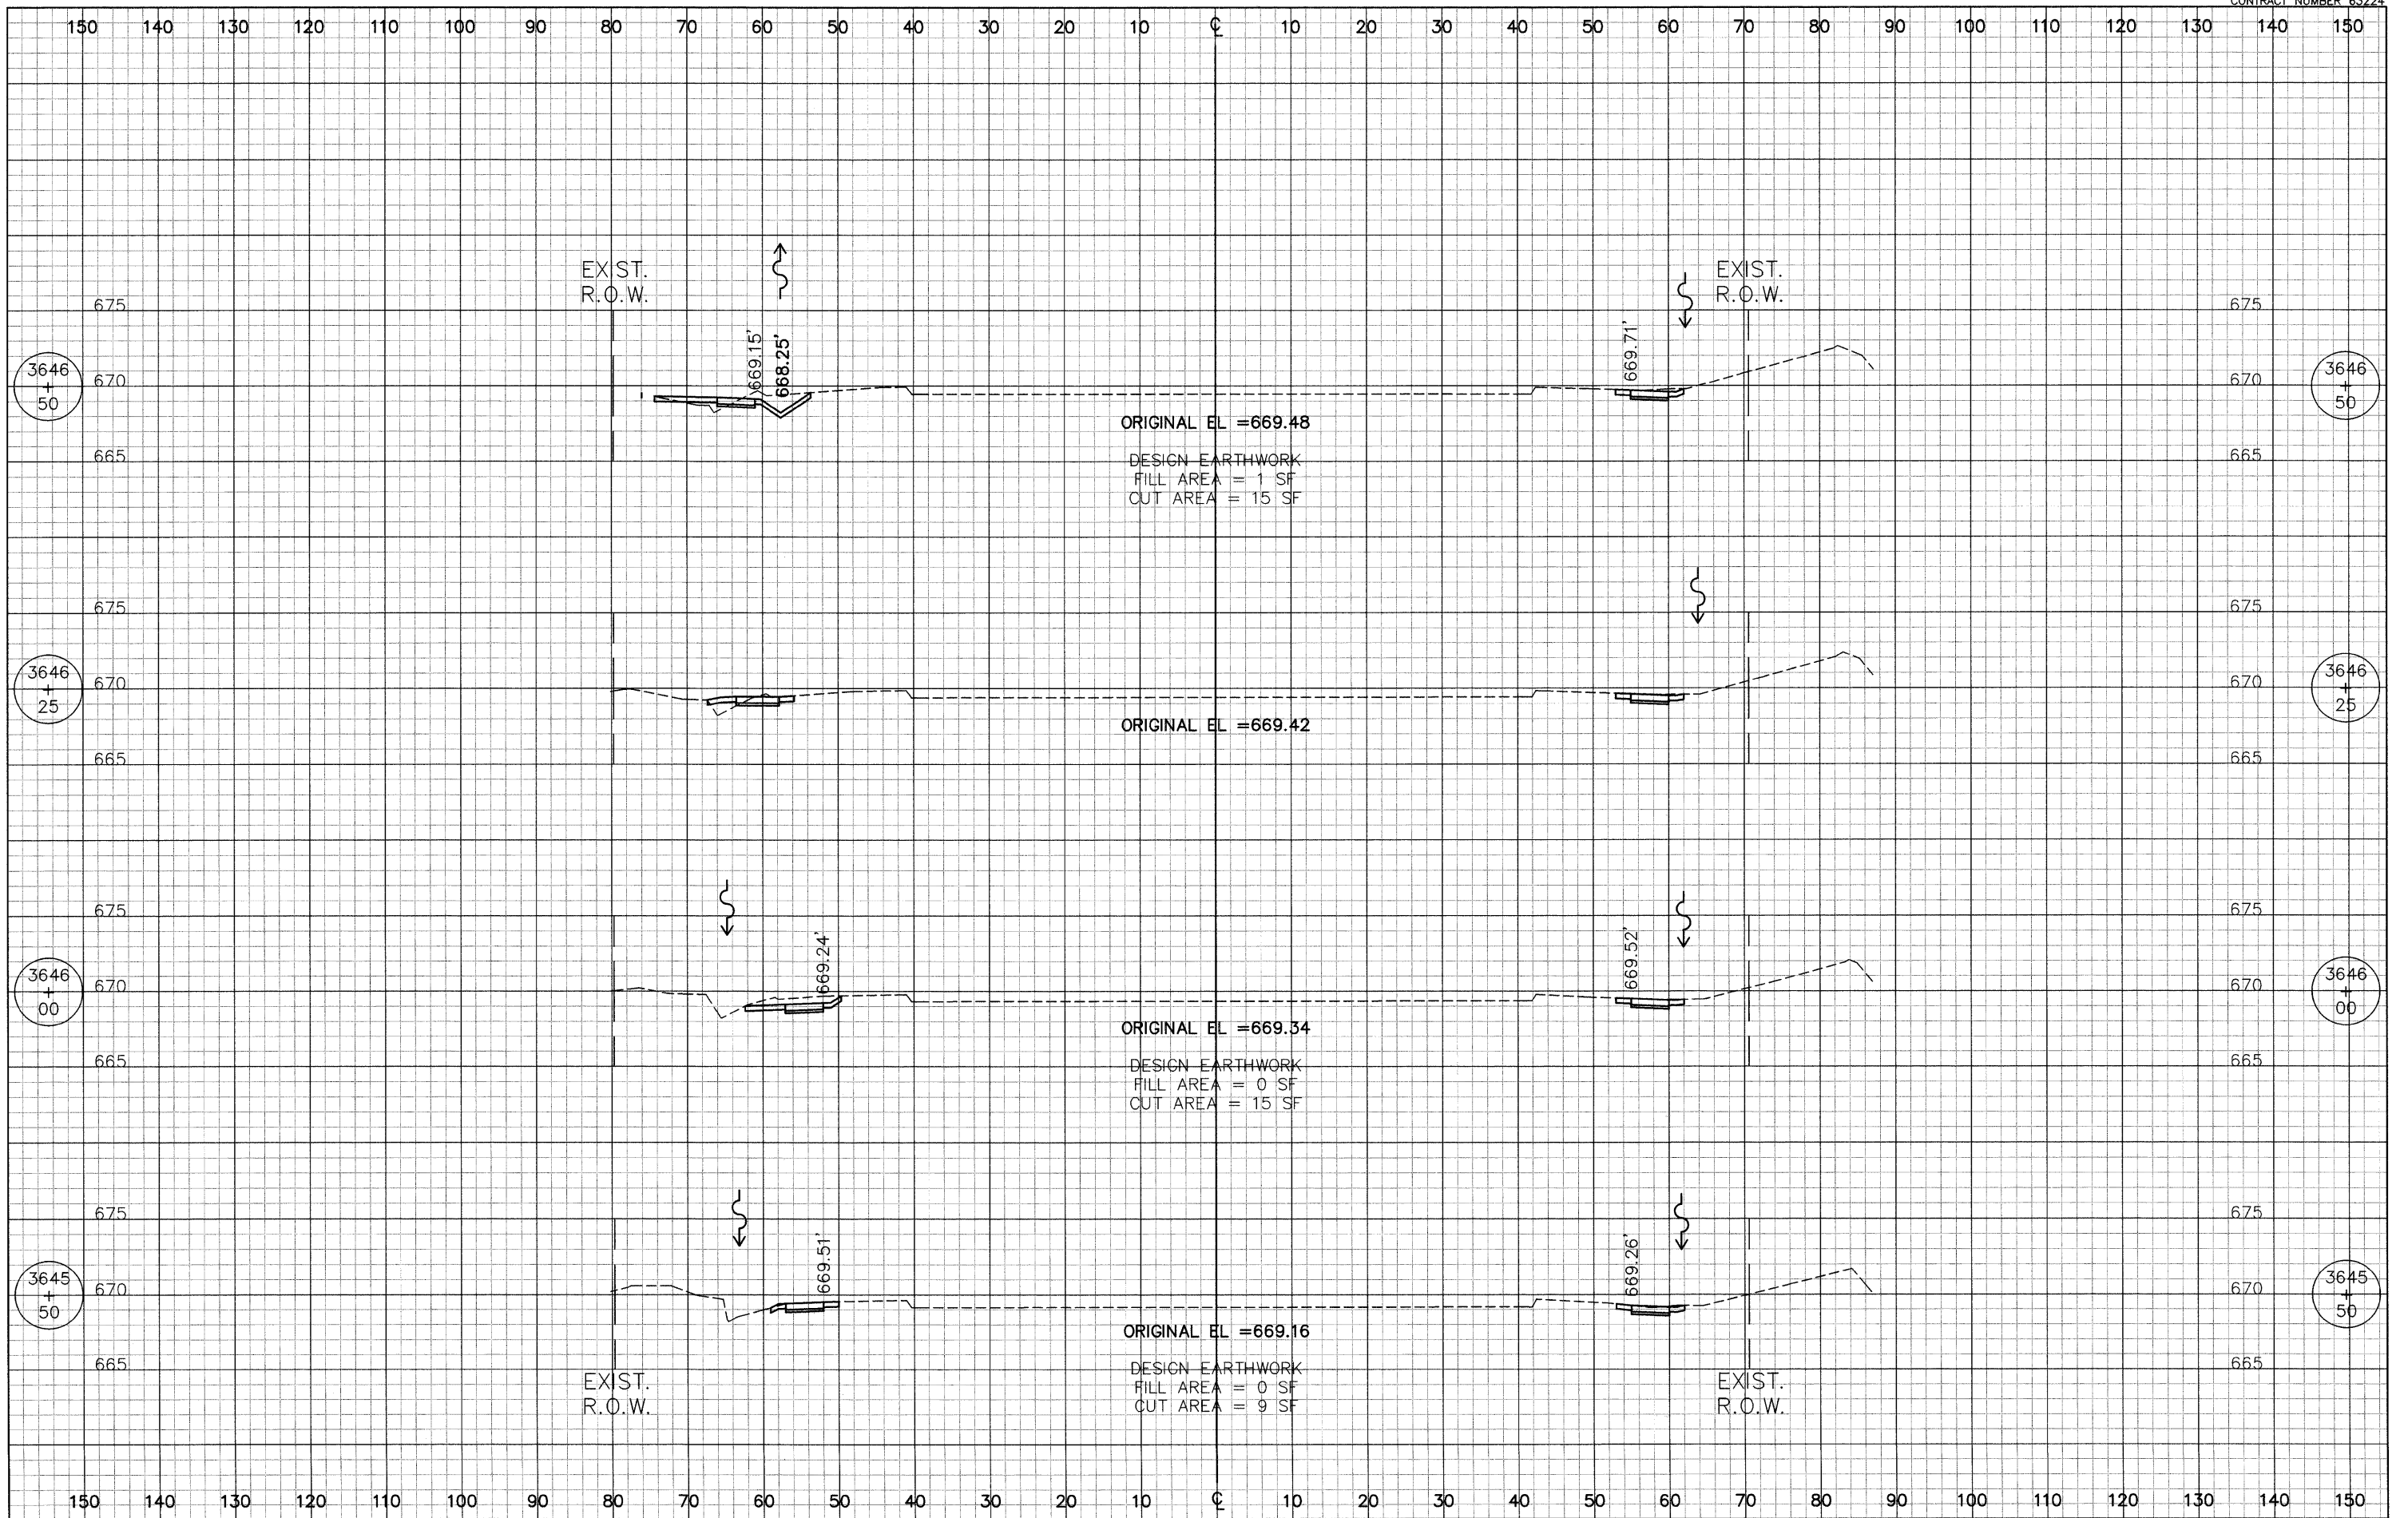 CONTRACT NUMBER 63224
150 140 130 120 110 100 90 80 70 60 50 40 30 20 10 ℄ 10 20 30 40 50 60 70 80 90 100 110 120 130 140 150
EXIST.
R.O.W.
EXIST.
R.O.W.
675 675
669.15'
668.25'
669.71'
3646
+
50
670 670
3646
+
50
ORIGINAL EL =669.48
665 665
DESIGN EARTHWORK
FILL AREA = 1 SF
CUT AREA = 15 SF
675 675
3646
+
25
670 670
3646
+
25
ORIGINAL EL =669.42
665 665
675 675
669.24'
669.52'
3646
+
00
670 670
3646
+
00
ORIGINAL EL =669.34
665 665
DESIGN EARTHWORK
FILL AREA = 0 SF
CUT AREA = 15 SF
675 675
669.51'
669.26'
3645
+
50
670 670
3645
+
50
ORIGINAL EL =669.16
665 665
DESIGN EARTHWORK
FILL AREA = 0 SF
CUT AREA = 9 SF
EXIST.
R.O.W.
EXIST.
R.O.W.
150 140 130 120 110 100 90 80 70 60 50 40 30 20 10 ℄ 10 20 30 40 50 60 70 80 90 100 110 120 130 140 150